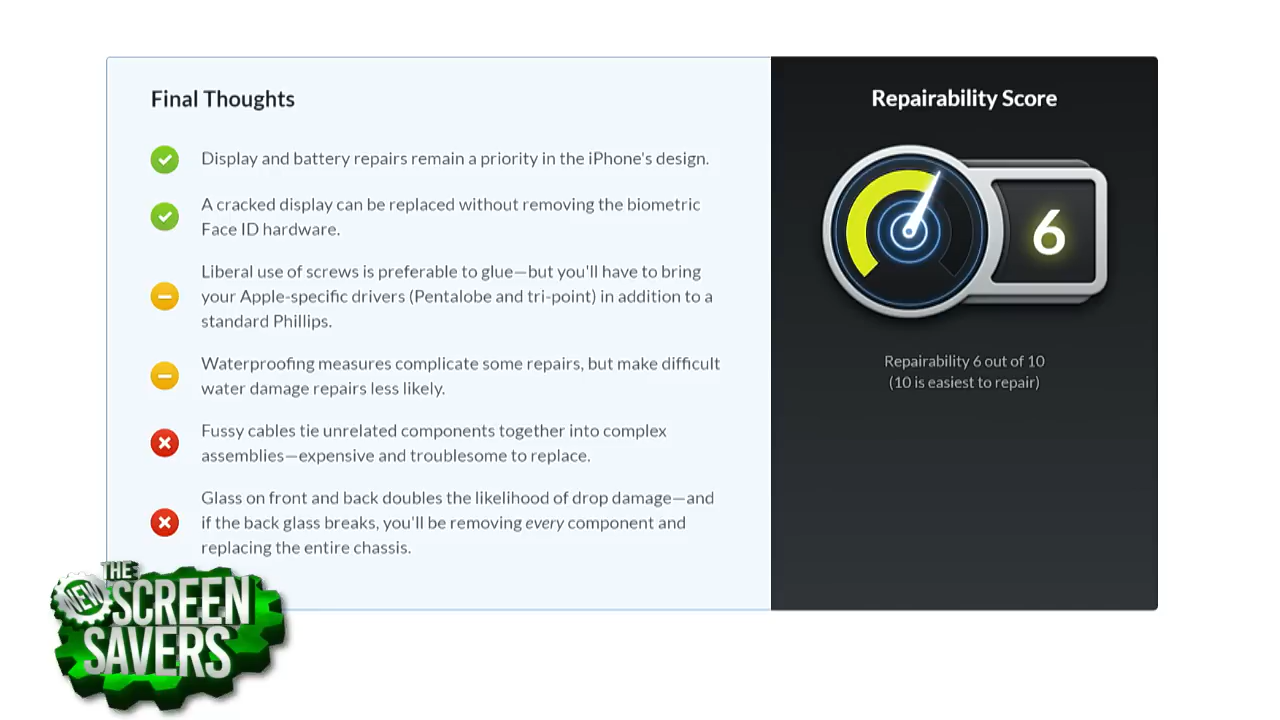 Final Thoughts
Display and battery repairs remain a priority in the iPhone's design.
A cracked display can be replaced without removing the biometric
Face ID hardware.
Liberal use of screws is preferable to glue—but you'll have to bring
your Apple-specific drivers (Pentalobe and tri-point) in addition to a
standard Phillips.
Waterproofing measures complicate some repairs, but make difficult
water damage repairs less likely.
Fussy cables tie unrelated components together into complex
assemblies—expensive and troublesome to replace.
Glass on front and back doubles the likelihood of drop damage—and
if the back glass breaks, you'll be removing every component and
replacing the entire chassis.
Repairability Score
6
Repairability 6 out of 10
(10 is easiest to repair)
THE
NEW SCREEN
SAVERS